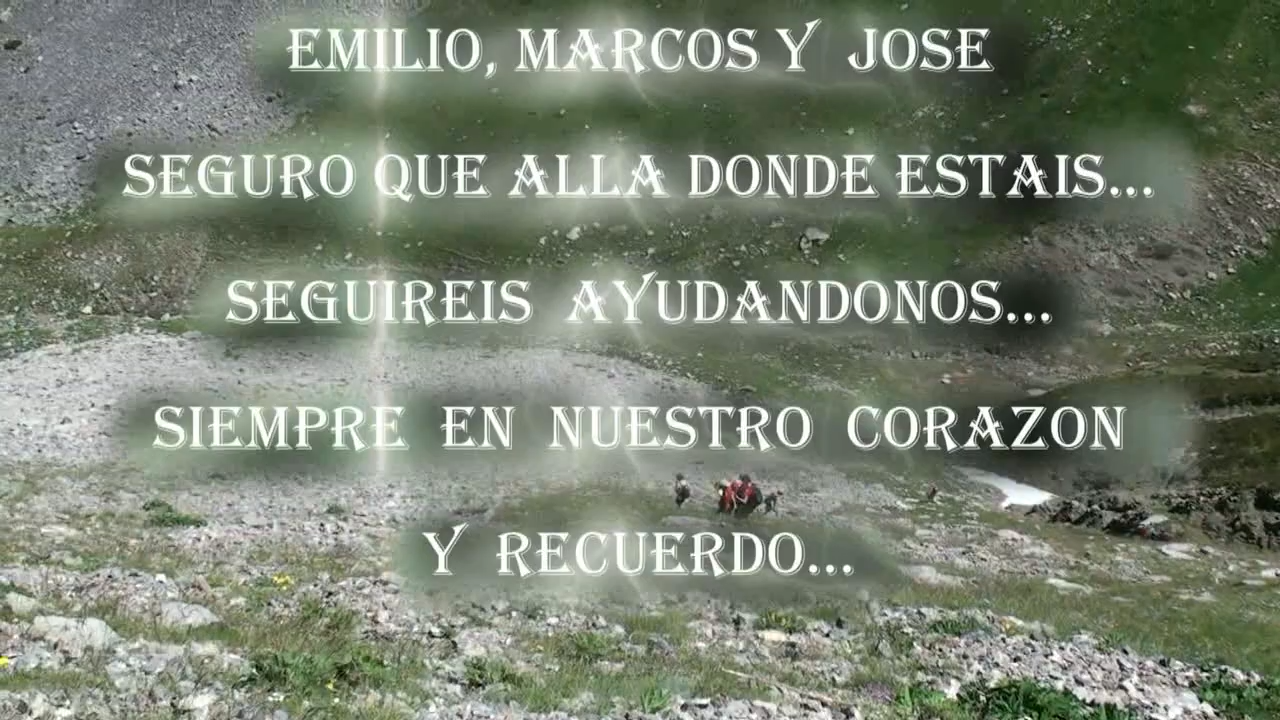 EMILIO, MARCOS Y JOSE
SEGURO QUE ALLA DONDE ESTAIS...
SEGUIREIS AYUDANDONOS...
SIEMPRE EN NUESTRO CORAZON
Y RECUERDO...